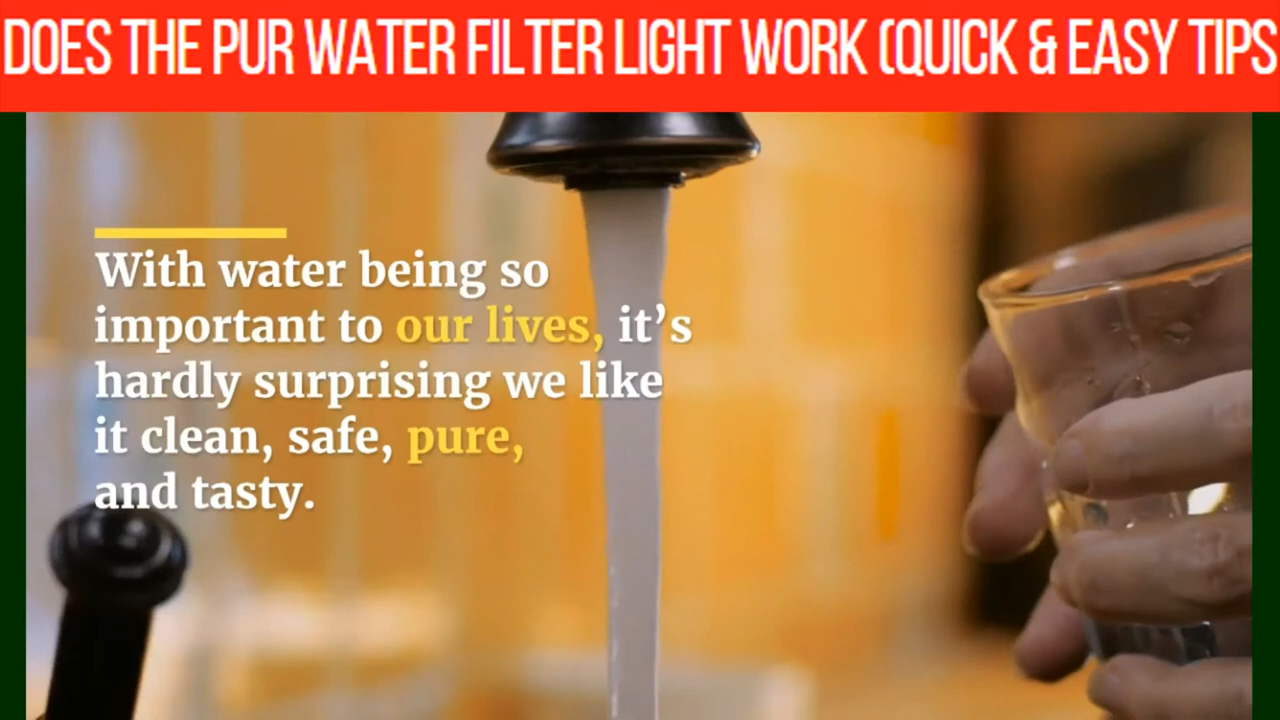 DOES THE PUR WATER FILTER LIGHT WORK (QUICK & EASY TIPS
With water being so
important to our lives, it’s
hardly surprising we like
it clean, safe, pure,
and tasty.